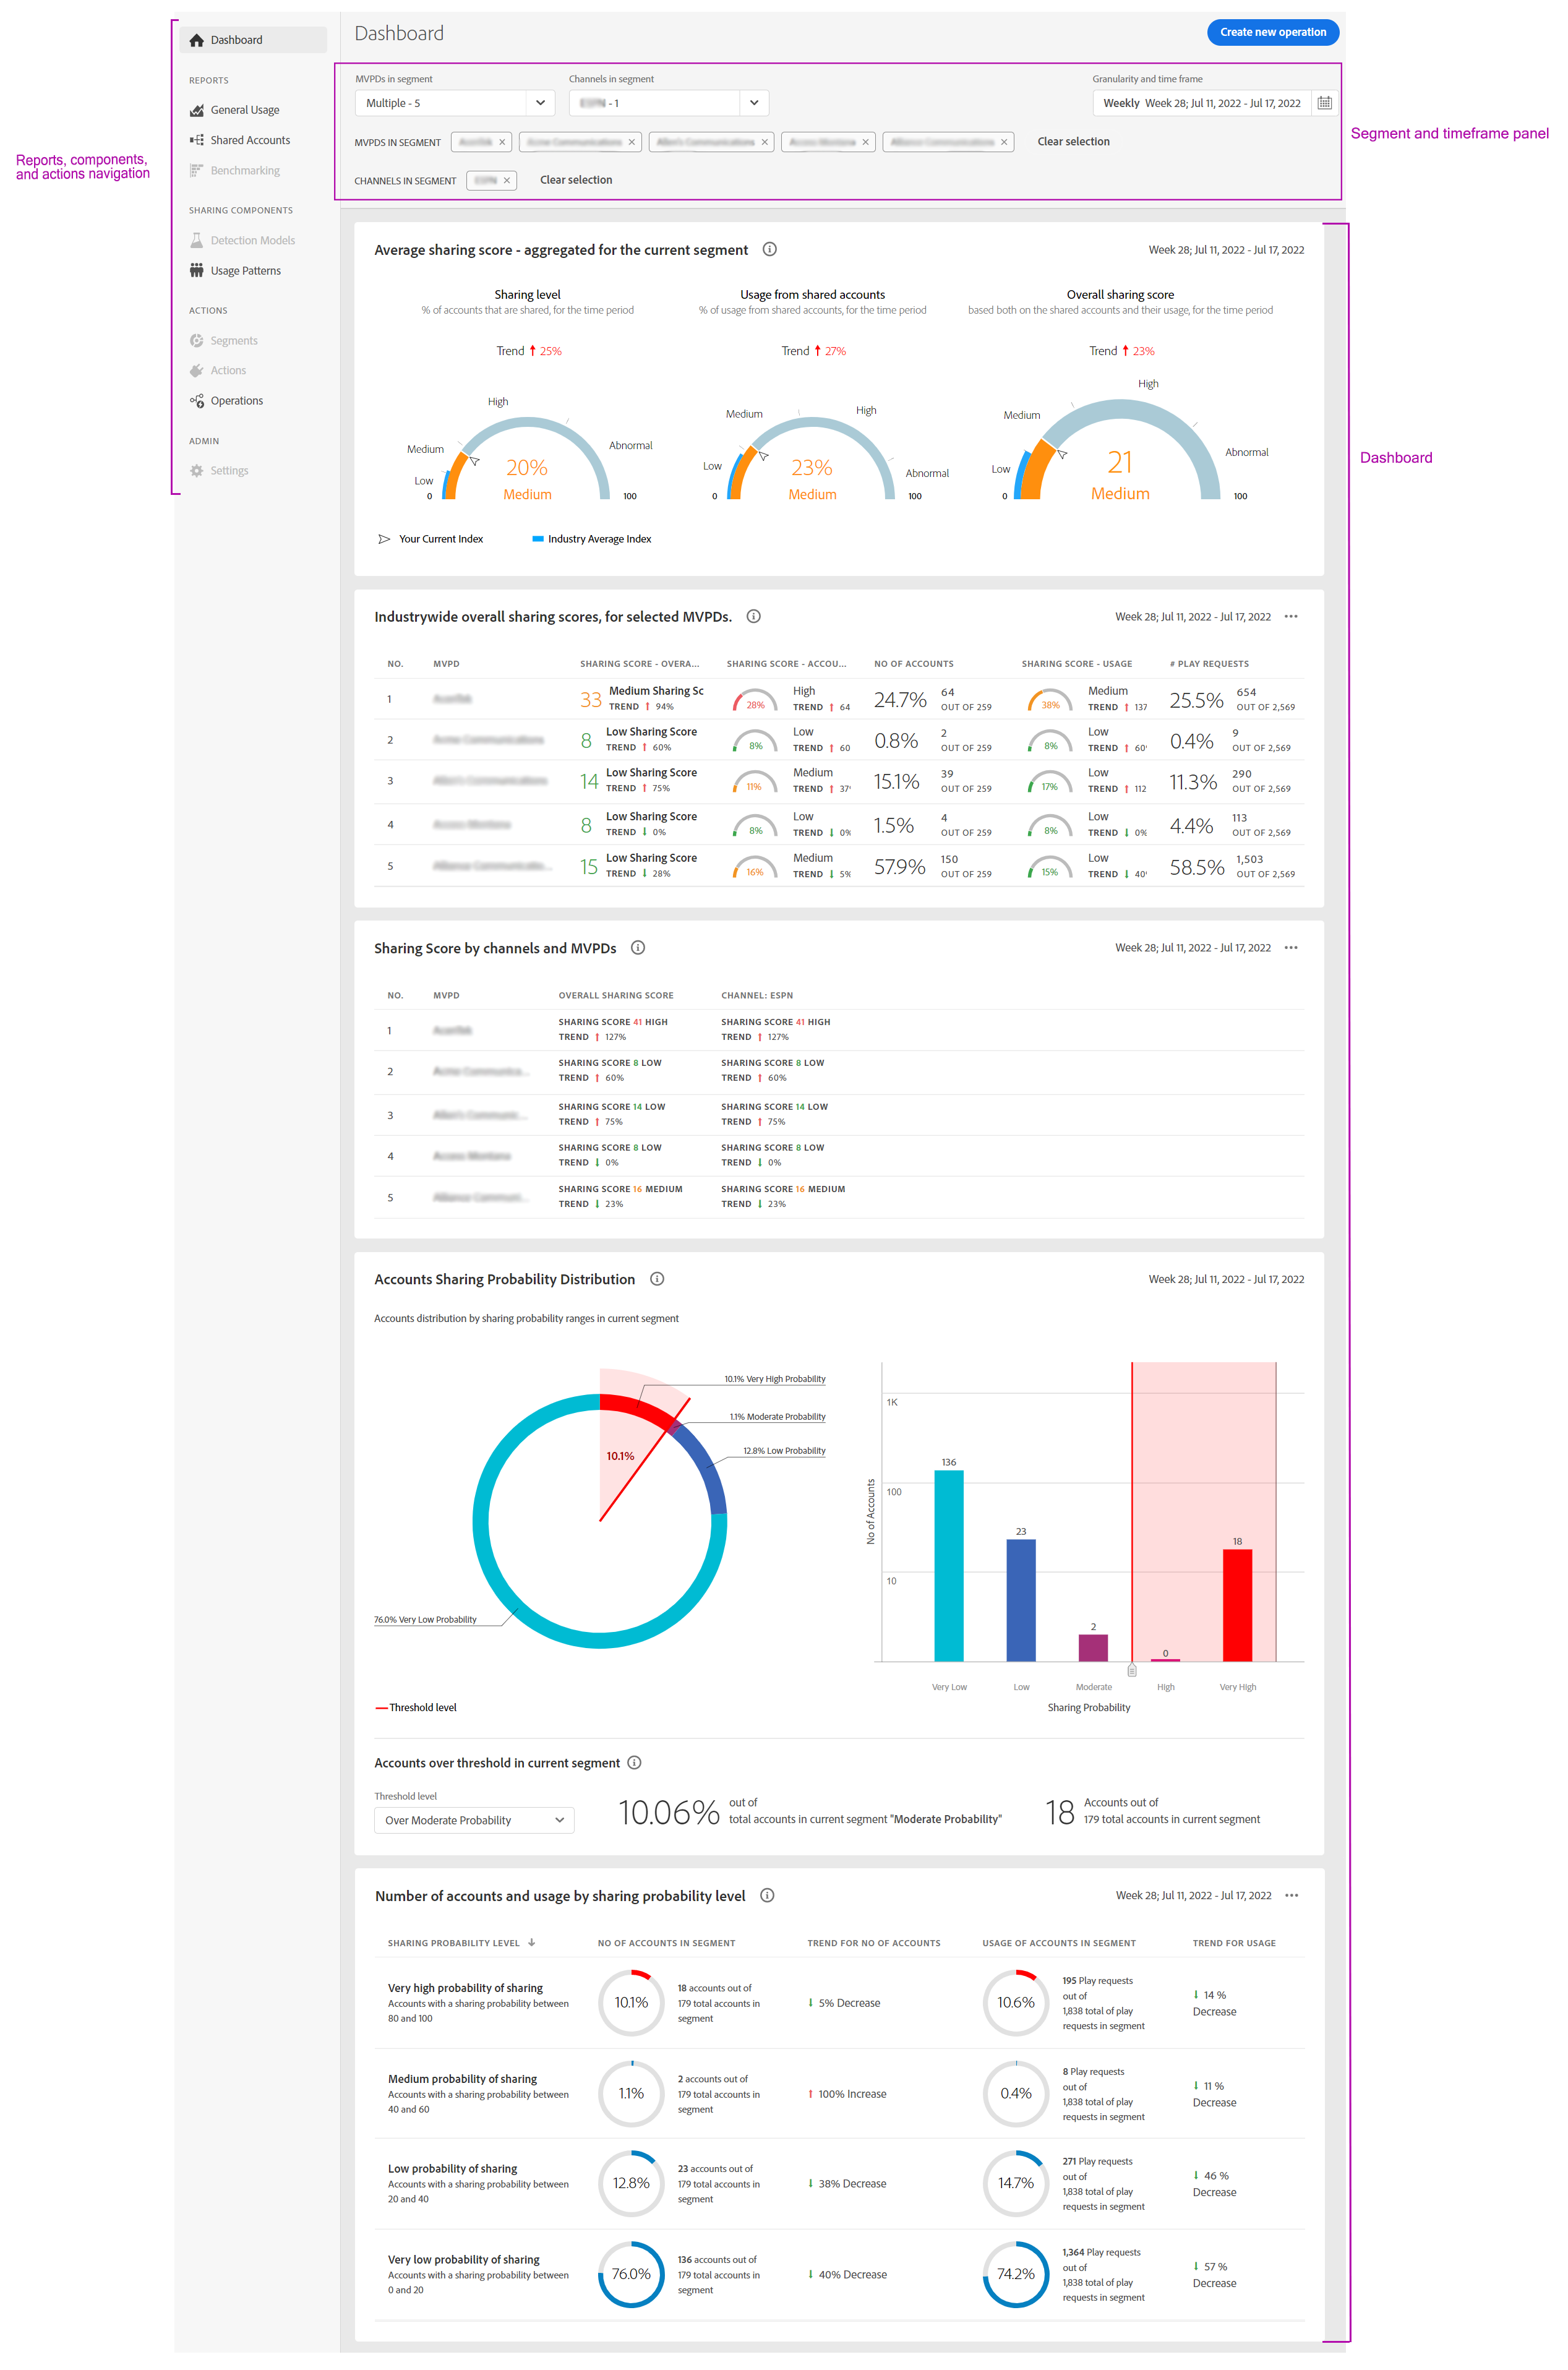 Dashboard
REPORTS
General Usage
Shared Accounts
Benchmarking
SHARING COMPONENTS
Detection Models
Usage Patterns
ACTIONS
Segments
Actions
Operations
ADMIN
Settings
Reports, components,
and actions navigation
Dashboard
Create new operation
MVPDs in segment
Channels in segment
Granularity and time frame
Multiple - 5
- 1
Weekly Week 28; Jul 11, 2022 - Jul 17, 2022
MVPDS IN SEGMENT
Clear selection
CHANNELS IN SEGMENT
Clear selection
Segment and timeframe panel
Dashboard
Average sharing score - aggregated for the current segment
Week 28; Jul 11, 2022 - Jul 17, 2022
Sharing level
% of accounts that are shared, for the time period
Trend 25%
High
Medium
Abnormal
Low
0
100
20%
Medium
Usage from shared accounts
% of usage from shared accounts, for the time period
Trend 27%
Medium
High
Low
Abnormal
0
100
23%
Medium
Overall sharing score
based both on the shared accounts and their usage, for the time period
Trend 23%
High
Medium
Abnormal
Low
0
100
21
Medium
Your Current Index
Industry Average Index
Industrywide overall sharing scores, for selected MVPDs.
Week 28; Jul 11, 2022 - Jul 17, 2022
NO. MVPD SHARING SCORE - OVERA... SHARING SCORE - ACCOU... NO OF ACCOUNTS SHARING SCORE - USAGE # PLAY REQUESTS
1 33 Medium Sharing Sc TREND 94% 28% High TREND 64 24.7% 64 OUT OF 259 38% Medium TREND 137 25.5% 654 OUT OF 2,569
2 8 Low Sharing Score TREND 60% 8% Low TREND 60 0.8% 2 OUT OF 259 8% Low TREND 60 0.4% 9 OUT OF 2,569
3 14 Low Sharing Score TREND 75% 11% Medium TREND 37 15.1% 39 OUT OF 259 17% Low TREND 112 11.3% 290 OUT OF 2,569
4 8 Low Sharing Score TREND 0% 8% Low TREND 0% 1.5% 4 OUT OF 259 8% Low TREND 0% 4.4% 113 OUT OF 2,569
5 15 Low Sharing Score TREND 28% 16% Medium TREND 5% 57.9% 150 OUT OF 259 15% Low TREND 40 58.5% 1,503 OUT OF 2,569
Sharing Score by channels and MVPDs
Week 28; Jul 11, 2022 - Jul 17, 2022
NO. MVPD OVERALL SHARING SCORE CHANNEL: ESPN
1 SHARING SCORE 41 HIGH TREND 127% SHARING SCORE 41 HIGH TREND 127%
2 SHARING SCORE 8 LOW TREND 60% SHARING SCORE 8 LOW TREND 60%
3 SHARING SCORE 14 LOW TREND 75% SHARING SCORE 14 LOW TREND 75%
4 SHARING SCORE 8 LOW TREND 0% SHARING SCORE 8 LOW TREND 0%
5 SHARING SCORE 16 MEDIUM TREND 23% SHARING SCORE 16 MEDIUM TREND 23%
Accounts Sharing Probability Distribution
Week 28; Jul 11, 2022 - Jul 17, 2022
Accounts distribution by sharing probability ranges in current segment
10.1% Very High Probability
1.1% Moderate Probability
12.8% Low Probability
10.1%
76.0% Very Low Probability
Threshold level
No of Accounts
1K
100
10
136
23
2
0
18
Very Low
Low
Moderate
High
Very High
Sharing Probability
Accounts over threshold in current segment
Threshold level
Over Moderate Probability
10.06%
out of
total accounts in current segment "Moderate Probability"
18
Accounts out of
179 total accounts in current segment
Number of accounts and usage by sharing probability level
Week 28; Jul 11, 2022 - Jul 17, 2022
SHARING PROBABILITY LEVEL NO OF ACCOUNTS IN SEGMENT TREND FOR NO OF ACCOUNTS USAGE OF ACCOUNTS IN SEGMENT TREND FOR USAGE
Very high probability of sharing
Accounts with a sharing probability between
80 and 100
10.1%
18 accounts out of
179 total accounts in
segment
5% Decrease
10.6%
195 Play requests
out of
1,838 total of play
requests in segment
14 %
Decrease
Medium probability of sharing
Accounts with a sharing probability between
40 and 60
1.1%
2 accounts out of
179 total accounts in
segment
100% Increase
0.4%
8 Play requests
out of
1,838 total of play
requests in segment
11 %
Decrease
Low probability of sharing
Accounts with a sharing probability between
20 and 40
12.8%
23 accounts out of
179 total accounts in
segment
38% Decrease
14.7%
271 Play requests
out of
1,838 total of play
requests in segment
46 %
Decrease
Very low probability of sharing
Accounts with a sharing probability between
0 and 20
76.0%
136 accounts out of
179 total accounts in
segment
40% Decrease
74.2%
1,364 Play requests
out of
1,838 total of play
requests in segment
57 %
Decrease